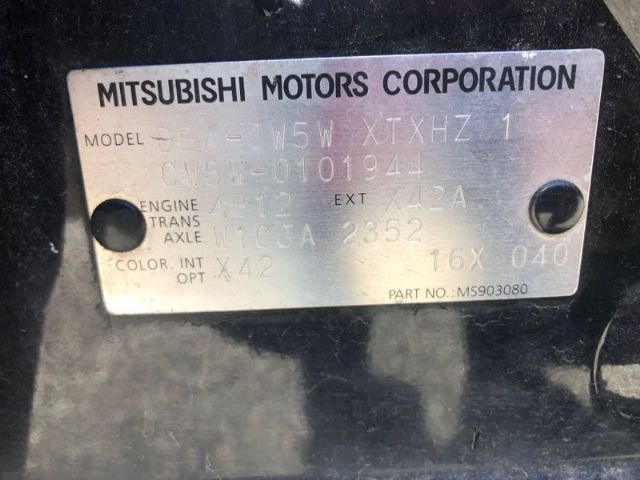 MITSUBISHI MOTORS CORPORATION
MODEL DBA-CW5W XTXHZ 1
CW5W-0101944
ENGINE 4B12 EXT X42A
TRANS AXLE W1CJA 2352
COLOR. INT OPT X42 16X 040
PART NO.: MS903080